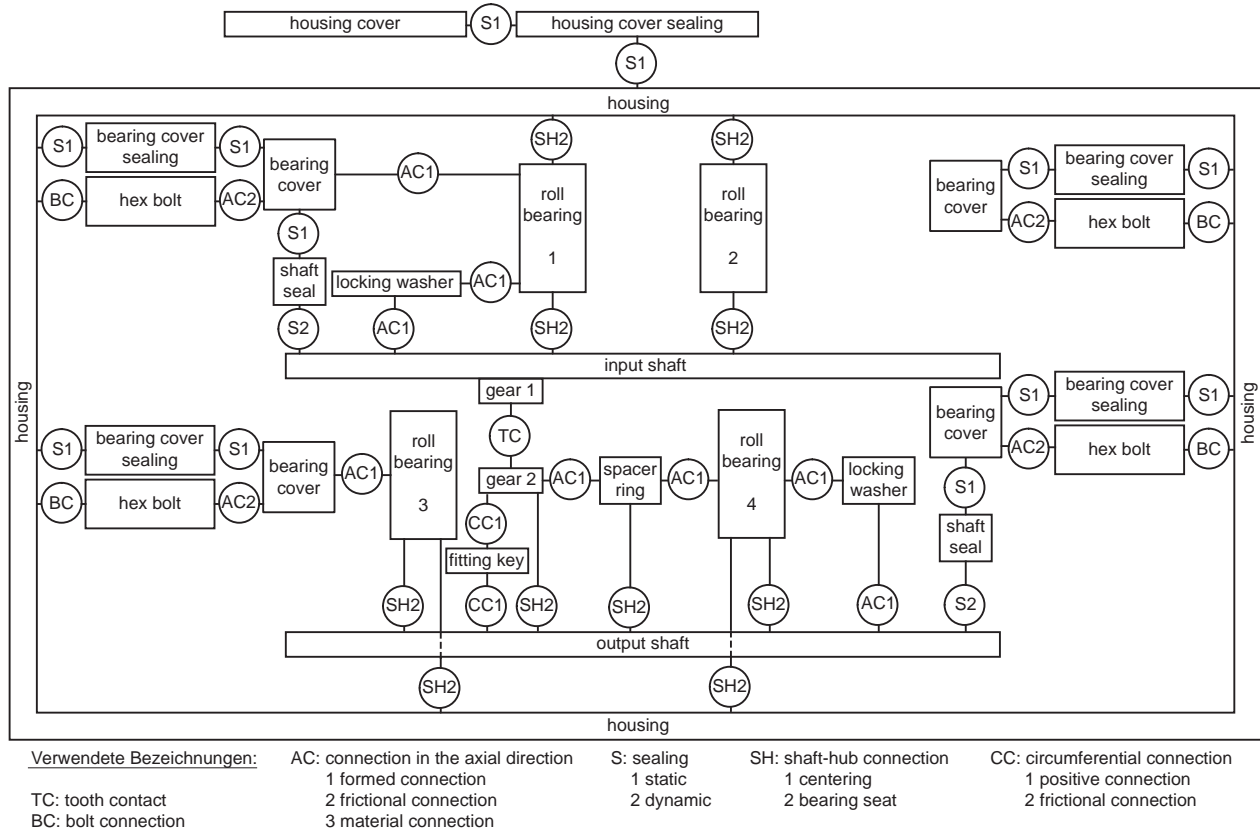 housing cover
S1
housing cover sealing
S1
housing
S1
bearing cover
sealing
S1
bearing
cover
BC
hex bolt
AC2
AC1
SH2
roll
bearing
1
SH2
roll
bearing
2
bearing
cover
S1
bearing cover
sealing
S1
AC2
hex bolt
BC
S1
shaft
seal
S2
locking washer
AC1
AC1
SH2
SH2
input shaft
housing
housing
gear 1
TC
gear 2
S1
bearing cover
sealing
S1
bearing
cover
BC
hex bolt
AC2
AC1
roll
bearing
3
AC1
spacer
ring
AC1
roll
bearing
4
AC1
locking
washer
bearing
cover
S1
bearing cover
sealing
S1
AC2
hex bolt
BC
S1
shaft
seal
S2
CC1
fitting key
SH2
CC1
SH2
SH2
SH2
AC1
output shaft
SH2
SH2
housing
Verwendete Bezeichnungen:
TC: tooth contact
BC: bolt connection
AC: connection in the axial direction
1 formed connection
2 frictional connection
3 material connection
S: sealing
1 static
2 dynamic
SH: shaft-hub connection
1 centering
2 bearing seat
CC: circumferential connection
1 positive connection
2 frictional connection